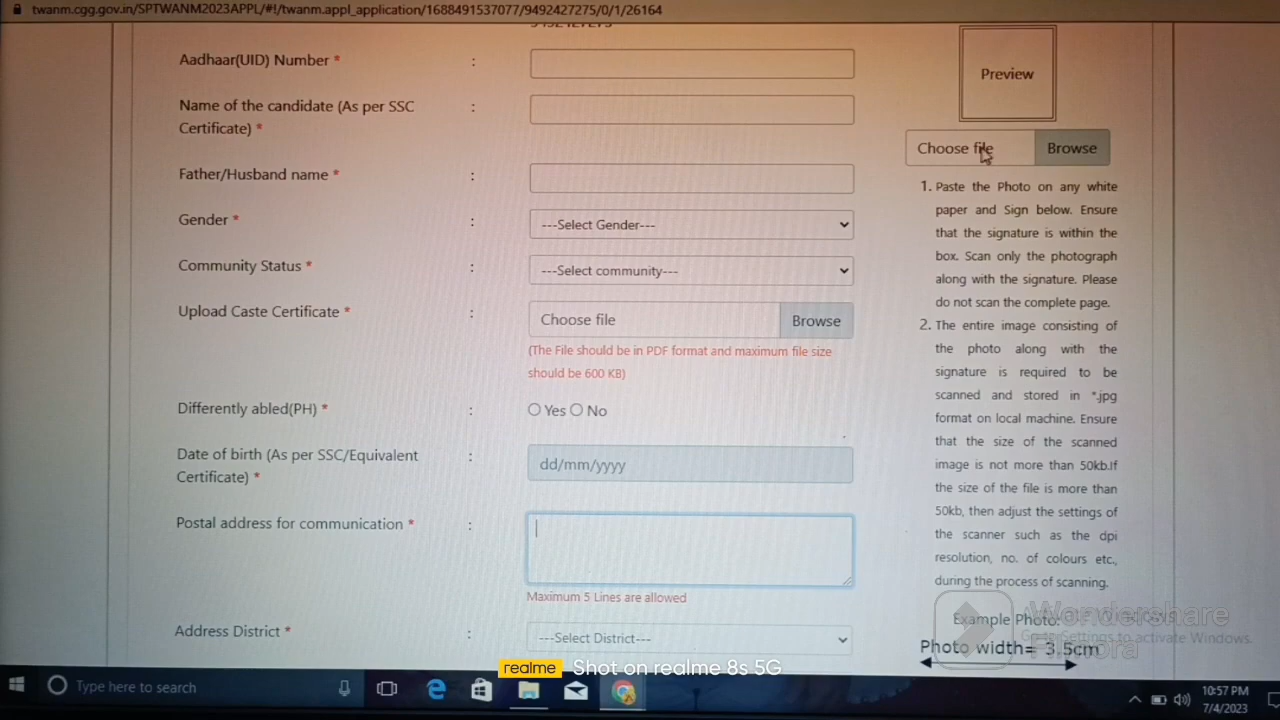 twanm.cgg.gov.in/SPTWANM2023APPL/#!/twanm.appl_application/1688491537077/9492427275/0/1/26164
Aadhaar(UID) Number * :
Name of the candidate (As per SSC :
Certificate) *
Father/Husband name * :
Gender * : ---Select Gender---
Community Status * : ---Select community---
Upload Caste Certificate * : Choose file Browse
(The File should be in PDF format and maximum file size
should be 600 KB)
Differently abled(PH) * : Yes No
Date of birth (As per SSC/Equivalent : dd/mm/yyyy
Certificate) *
Postal address for communication * :
Maximum 5 Lines are allowed
Address District * : ---Select District---
Preview
Choose file Browse
1. Paste the Photo on any white
paper and Sign below. Ensure
that the signature is within the
box. Scan only the photograph
along with the signature. Please
do not scan the complete page.
2. The entire image consisting of
the photo along with the
signature is required to be
scanned and stored in *.jpg
format on local machine. Ensure
that the size of the scanned
image is not more than 50kb.If
the size of the file is more than
50kb, then adjust the settings of
the scanner such as the dpi
resolution, no. of colours etc.,
during the process of scanning.
Example Photo:
Photo width= 3.5cm
Wondershare
Filmora
Settings to activate Windows.
realme Shot on realme 8s 5G
Type here to search
10:57 PM
7/4/2023